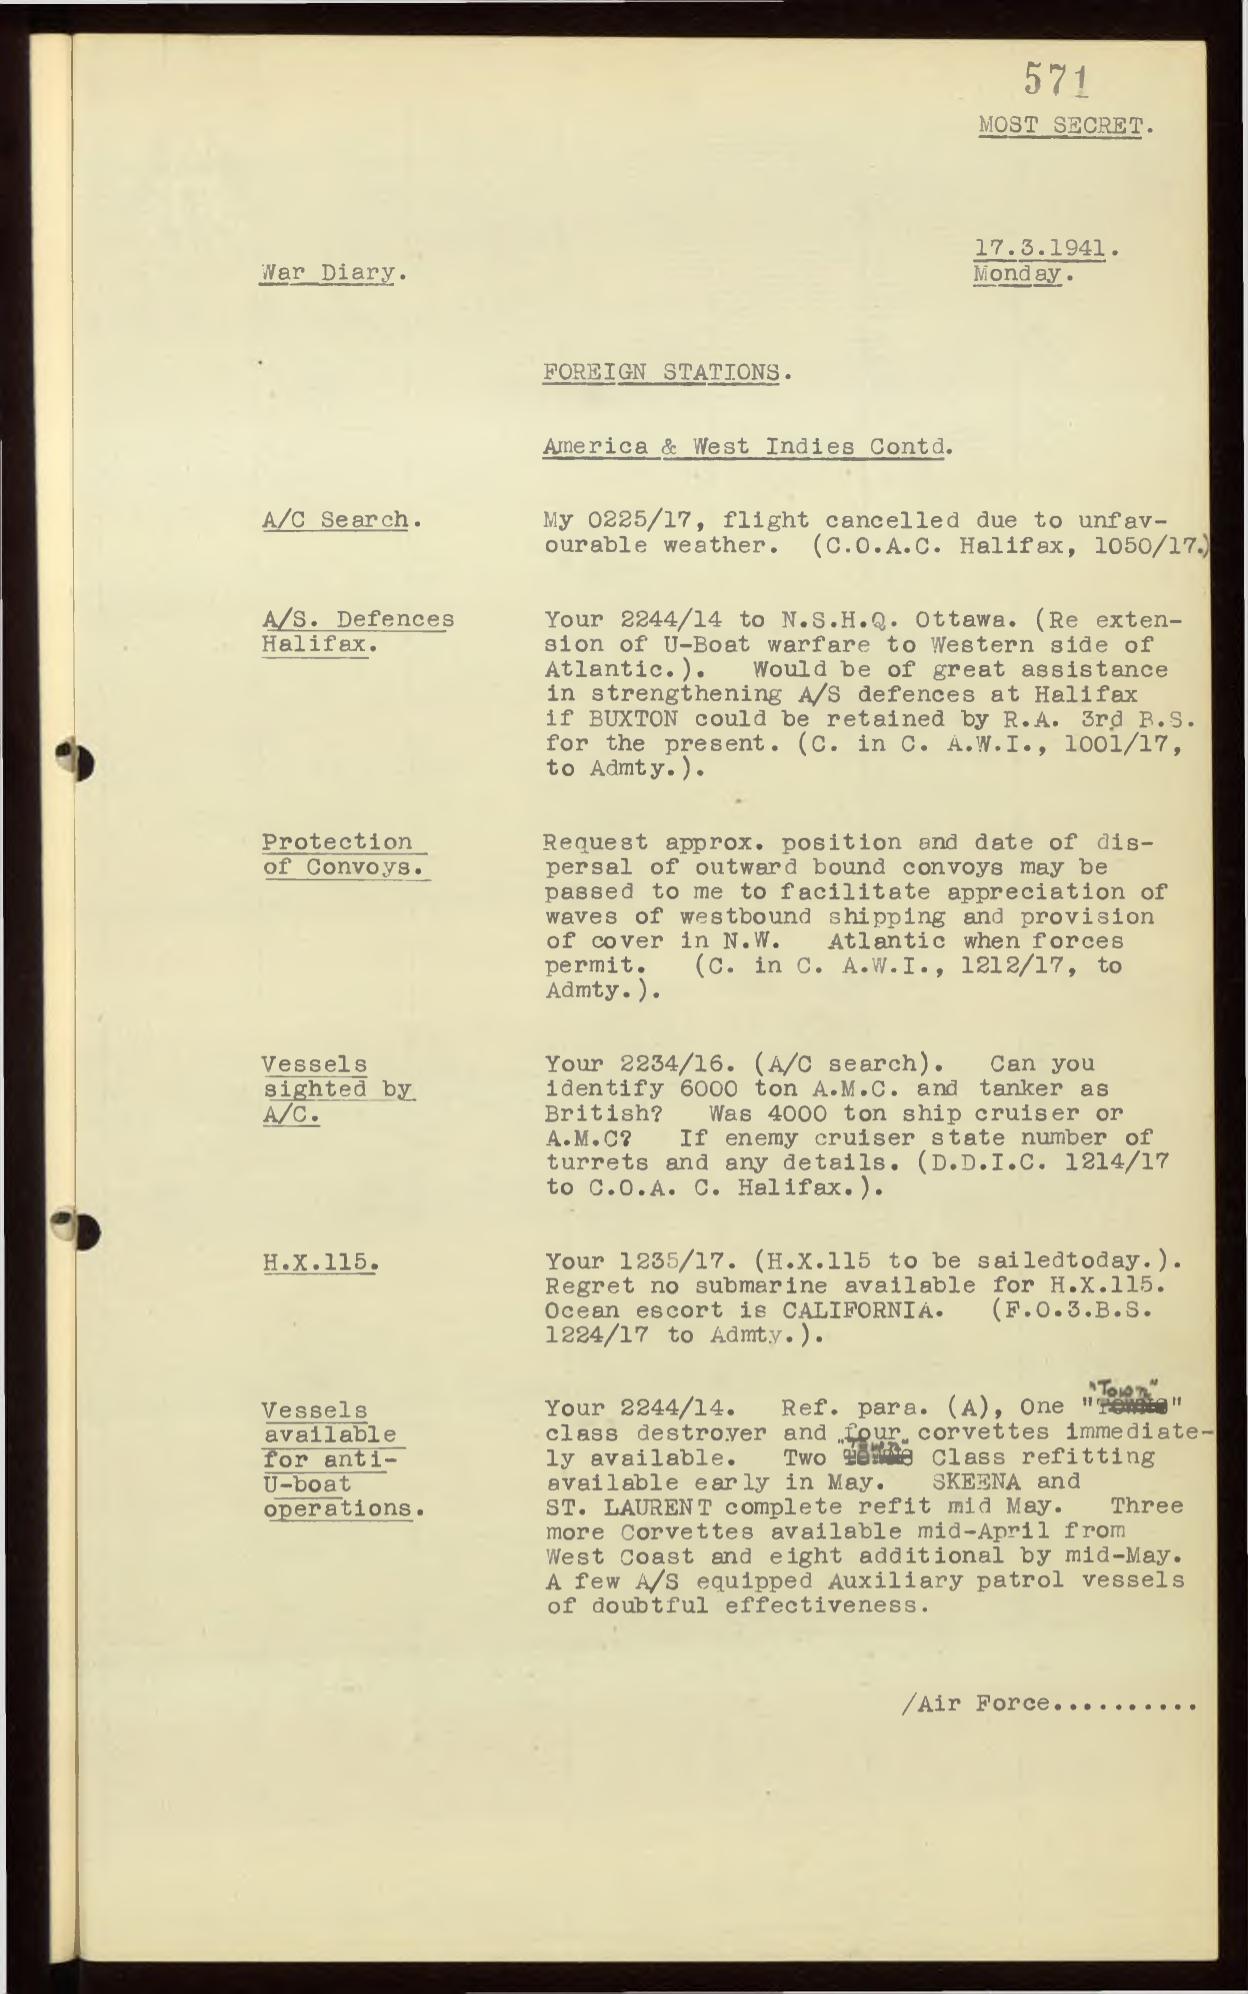 571
MOST SECRET.
17.3.1941.
War Diary.
Monday.
FOREIGN STATIONS.
America & West Indies Contd.
A/C Search.
My 0225/17, flight cancelled due to unfav-
ourable weather. (C.O.A.C. Halifax, 1050/17.)
A/S. Defences
Halifax.
Your 2244/14 to N.S.H.Q. Ottawa. (Re exten-
sion of U-Boat warfare to Western side of
Atlantic.). Would be of great assistance
in strengthening A/S defences at Halifax
if BUXTON could be retained by R.A. 3rd B.S.
for the present. (C. in C. A.W.I., 1001/17,
to Admty.).
Protection
of Convoys.
Request approx. position and date of dis-
persal of outward bound convoys may be
passed to me to facilitate appreciation of
waves of westbound shipping and provision
of cover in N.W. Atlantic when forces
permit. (C. in C. A.W.I., 1212/17, to
Admty.).
Vessels
sighted by
A/C.
Your 2234/16. (A/C search). Can you
identify 6000 ton A.M.C. and tanker as
British? Was 4000 ton ship cruiser or
A.M.C? If enemy cruiser state number of
turrets and any details. (D.D.I.C. 1214/17
to C.O.A. C. Halifax.).
H.X.115.
Your 1235/17. (H.X.115 to be sailedtoday.).
Regret no submarine available for H.X.115.
Ocean escort is CALIFORNIA. (F.O.3.B.S.
1224/17 to Admty.).
Vessels
available
for anti-
U-boat
operations.
"Town"
Your 2244/14. Ref. para. (A), One " "
class destroyer and four corvettes immediate-
"Town"
ly available. Two Class refitting
available early in May. SKEENA and
ST. LAURENT complete refit mid May. Three
more Corvettes available mid-April from
West Coast and eight additional by mid-May.
A few A/S equipped Auxiliary patrol vessels
of doubtful effectiveness.
/Air Force..........